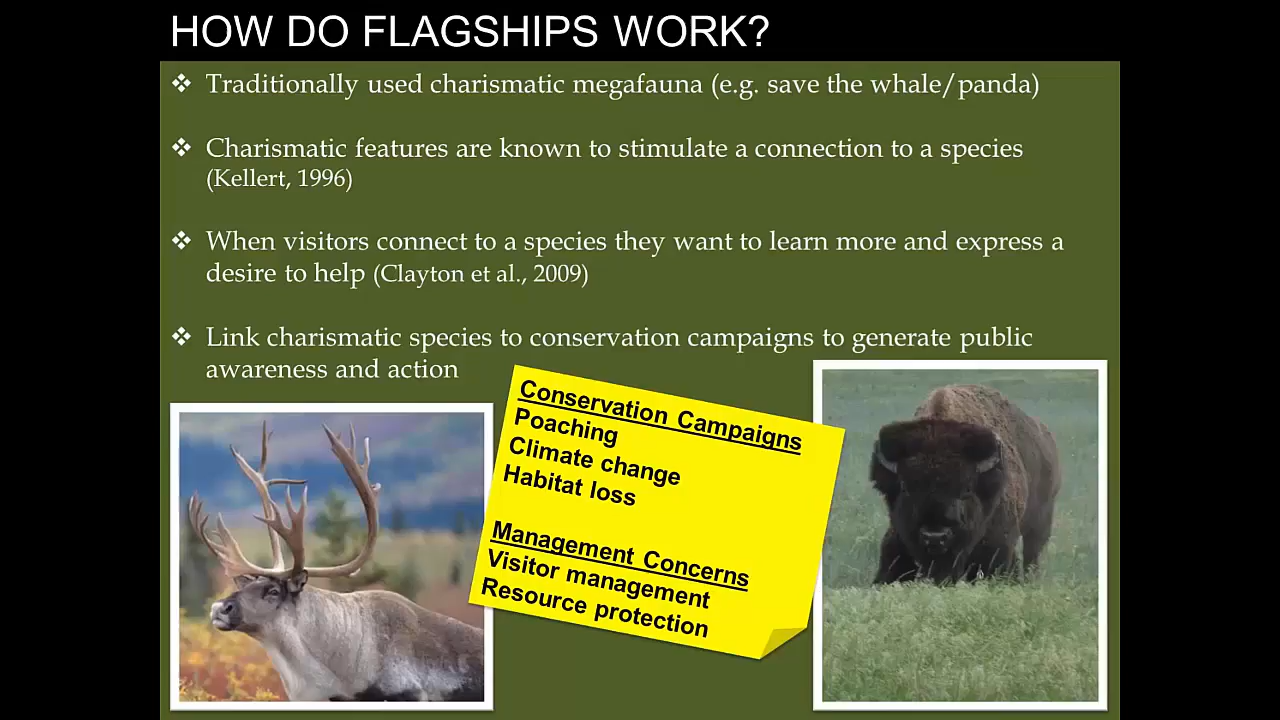 HOW DO FLAGSHIPS WORK?
❖ Traditionally used charismatic megafauna (e.g. save the whale/panda)
❖ Charismatic features are known to stimulate a connection to a species
(Kellert, 1996)
❖ When visitors connect to a species they want to learn more and express a
desire to help (Clayton et al., 2009)
❖ Link charismatic species to conservation campaigns to generate public
awareness and action
Conservation Campaigns
Poaching
Climate change
Habitat loss
Management Concerns
Visitor management
Resource protection